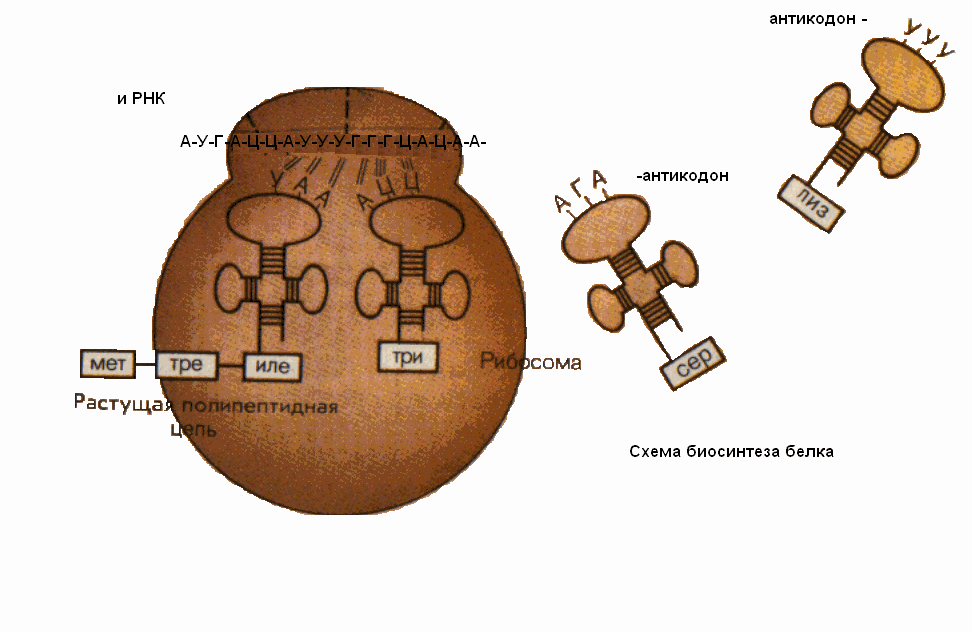 антикодон -
У У У
и РНК
А-У-Г-А-Ц-Ц-А-У-У-У-Г-Г-Г-Ц-А-Ц-А-А-
У А А
А Ц Ц
А Г А
-антикодон
лиз
мет
тре
иле
три
Рибосома
сер
Растущая полипептидная
цепь
Схема биосинтеза белка